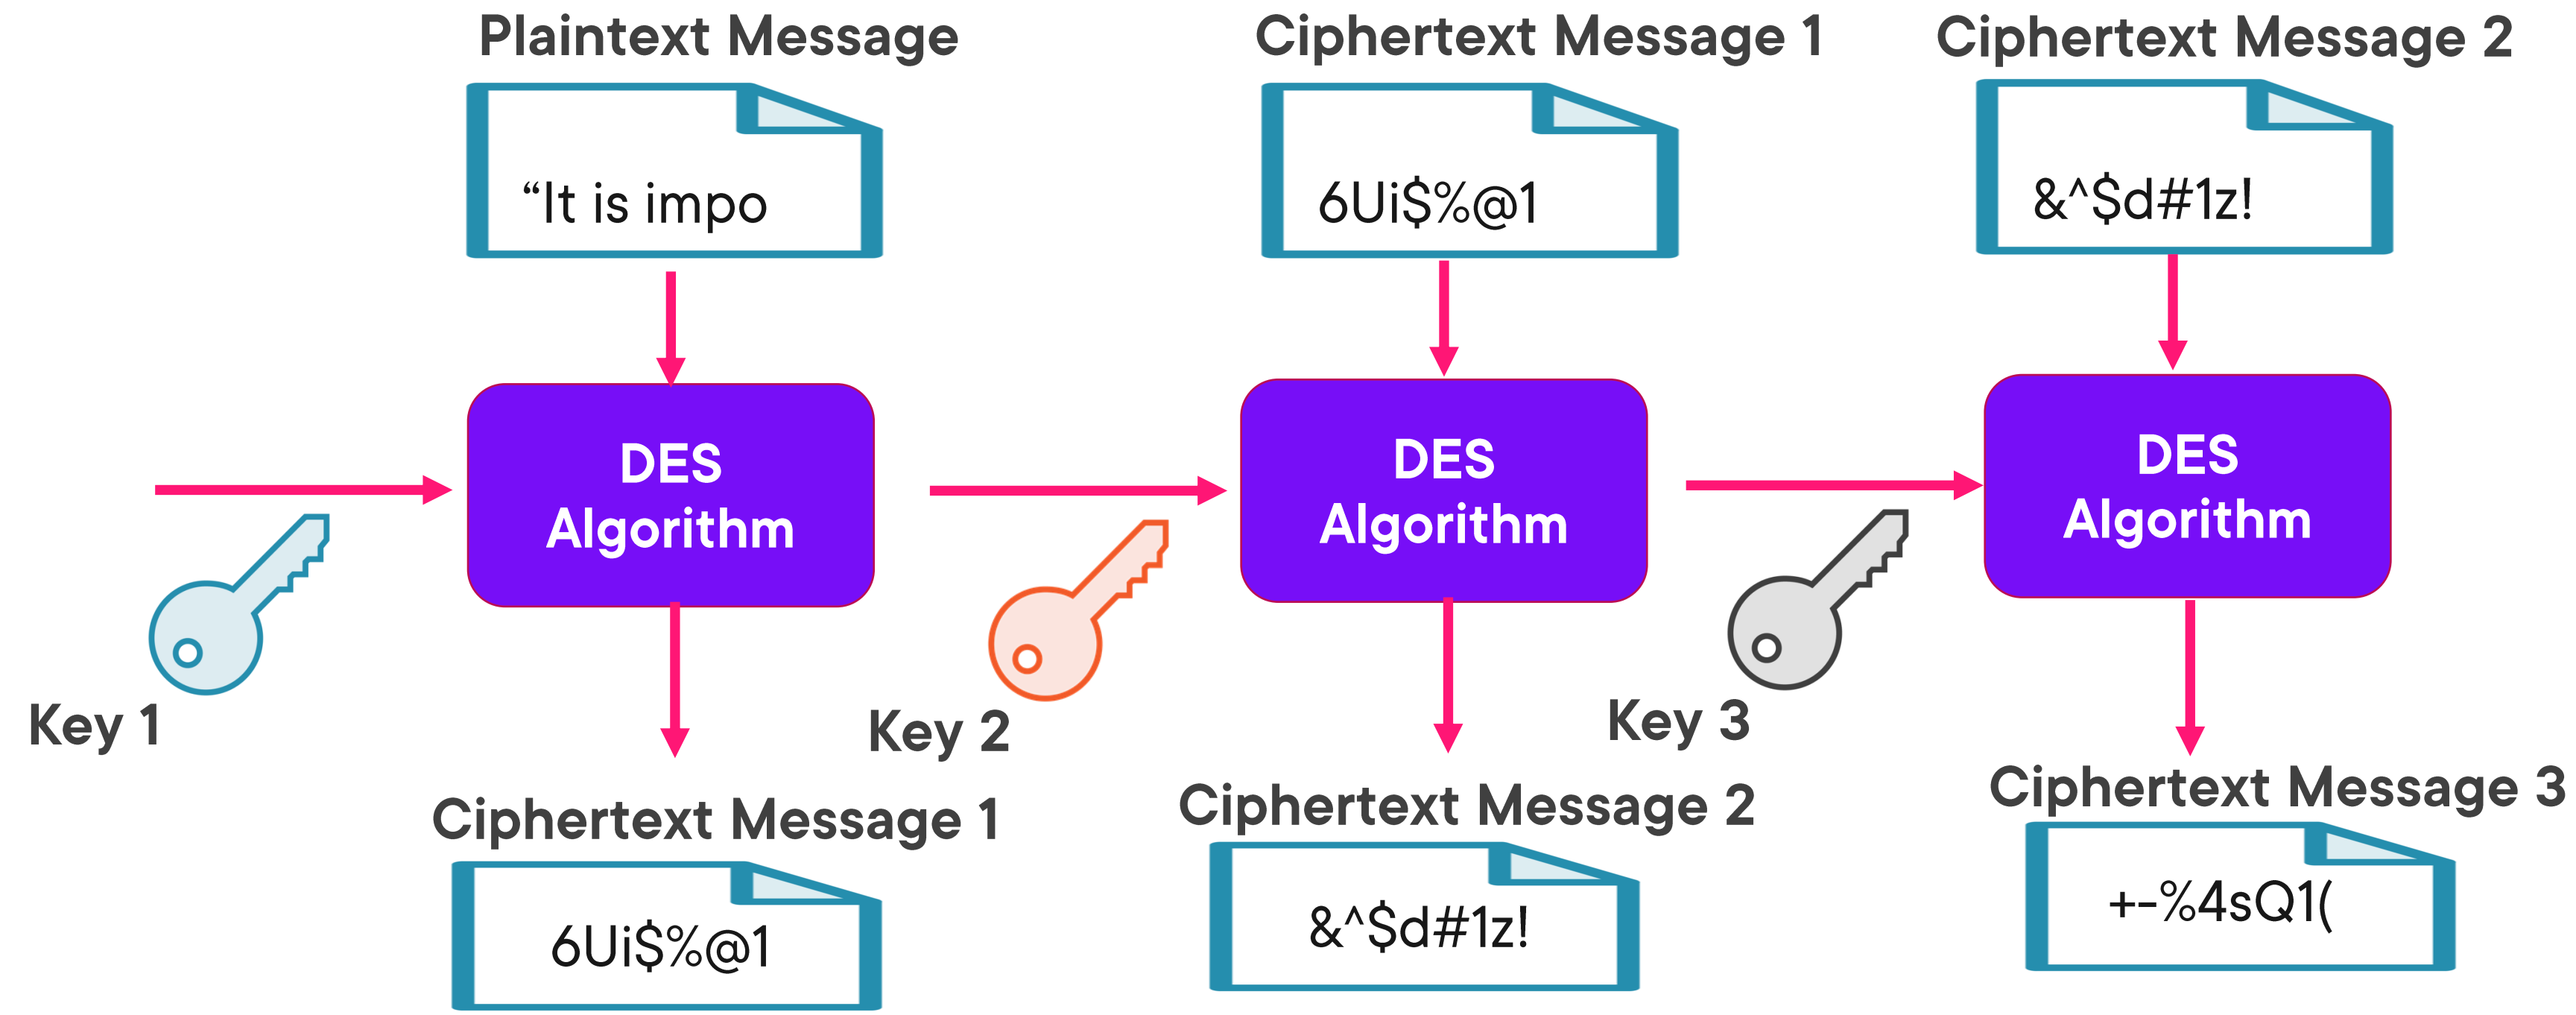 Plaintext Message
Ciphertext Message 1
Ciphertext Message 2
“It is impo
6Ui$%@1
&^$d#1z!
DES
Algorithm
DES
Algorithm
DES
Algorithm
Key 1
Key 2
Key 3
Ciphertext Message 1
Ciphertext Message 2
Ciphertext Message 3
6Ui$%@1
&^$d#1z!
+-%4sQ1(